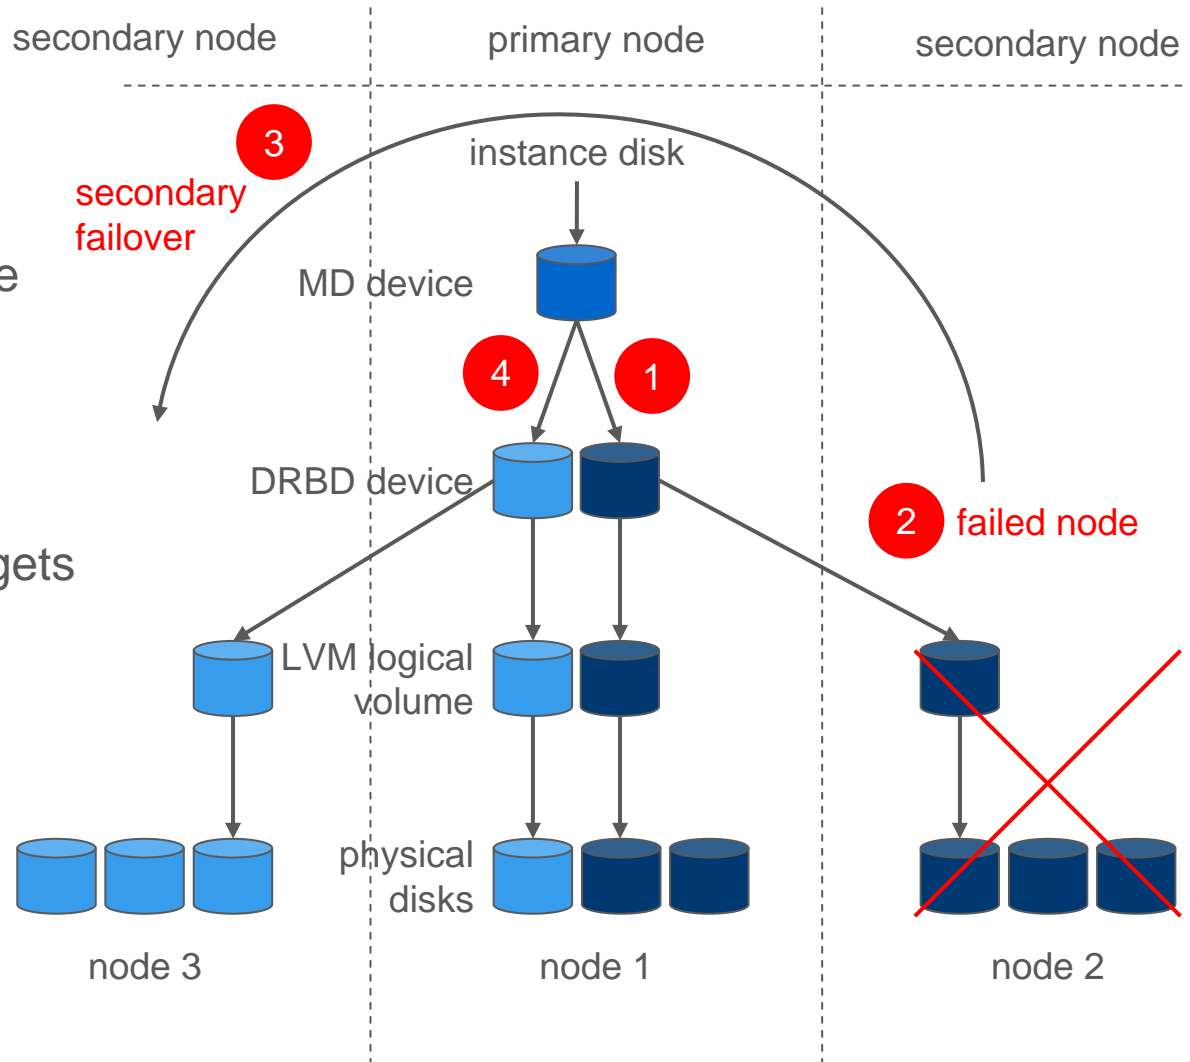 secondary node
primary node
secondary node
3
instance disk
secondary
failover
e
MD device
4
1
DRBD device
2
failed node
gets
LVM logical
volume
physical
disks
node 3
node 1
node 2